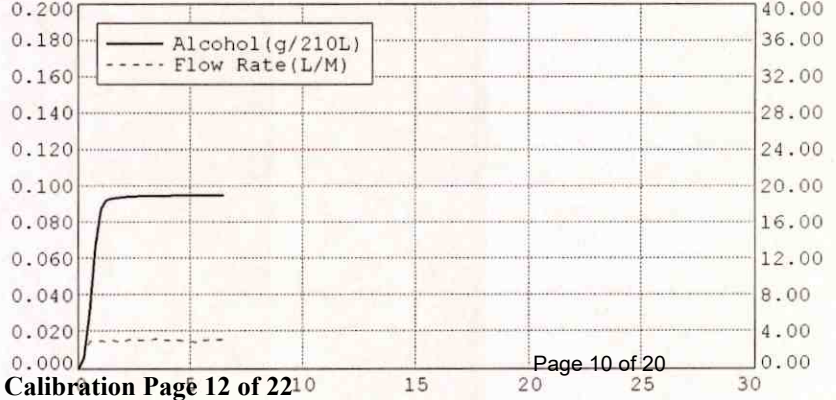 0.200 40.00
Alcohol(g/210L)
0.180 36.00
Flow Rate(L/M)
0.160 32.00
0.140 28.00
0.120 24.00
0.100 20.00
0.080 16.00
0.060 12.00
0.040 8.00
0.020 4.00
0.000 Page 10 of 20 0.00
Calibration Page 12 of 22
10 15 20 25 30